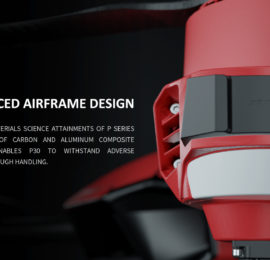 CED AIRFRAME DESIGN
ERIALS SCIENCE ATTAINMENTS OF P SERIES
OF CARBON AND ALUMINUM COMPOSITE
NABLES P30 TO WITHSTAND ADVERSE
UGH HANDLING.